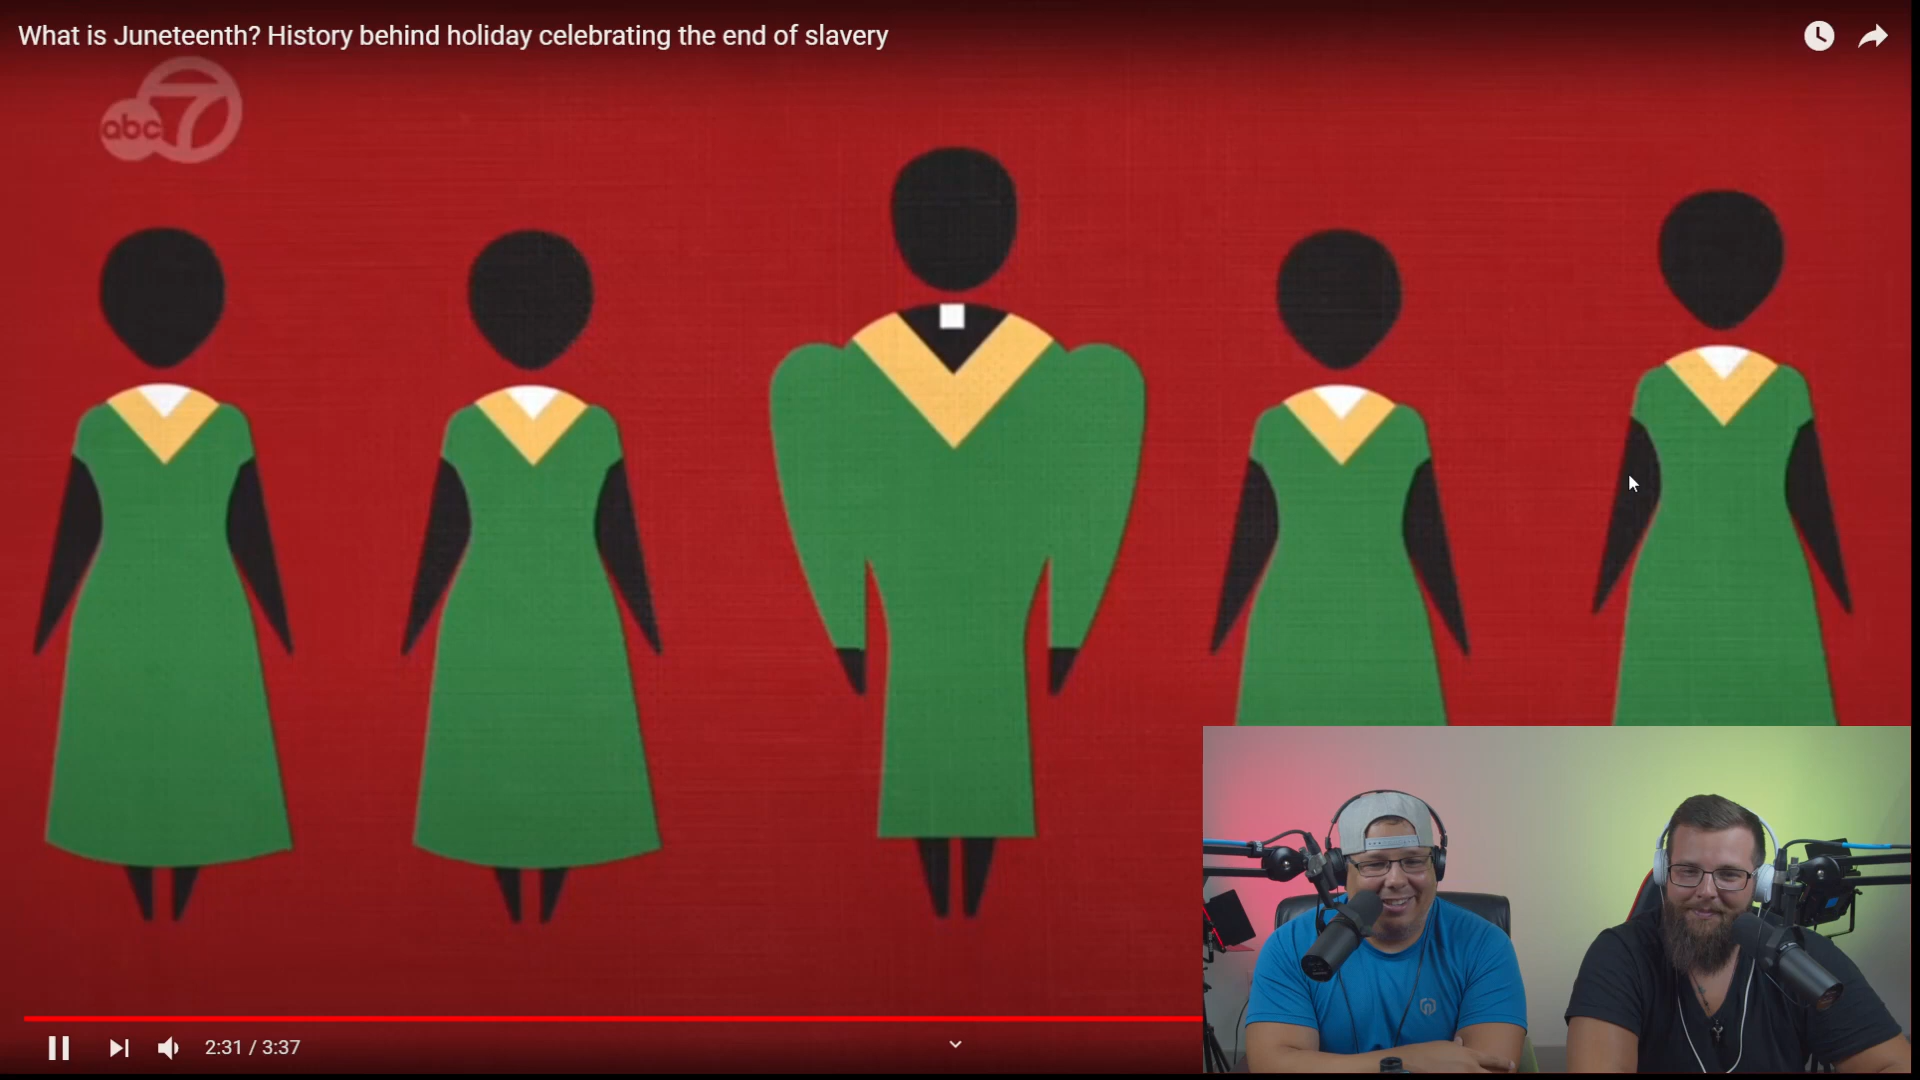 What is Juneteenth? History behind holiday celebrating the end of slavery
abc 7
2:31 / 3:37